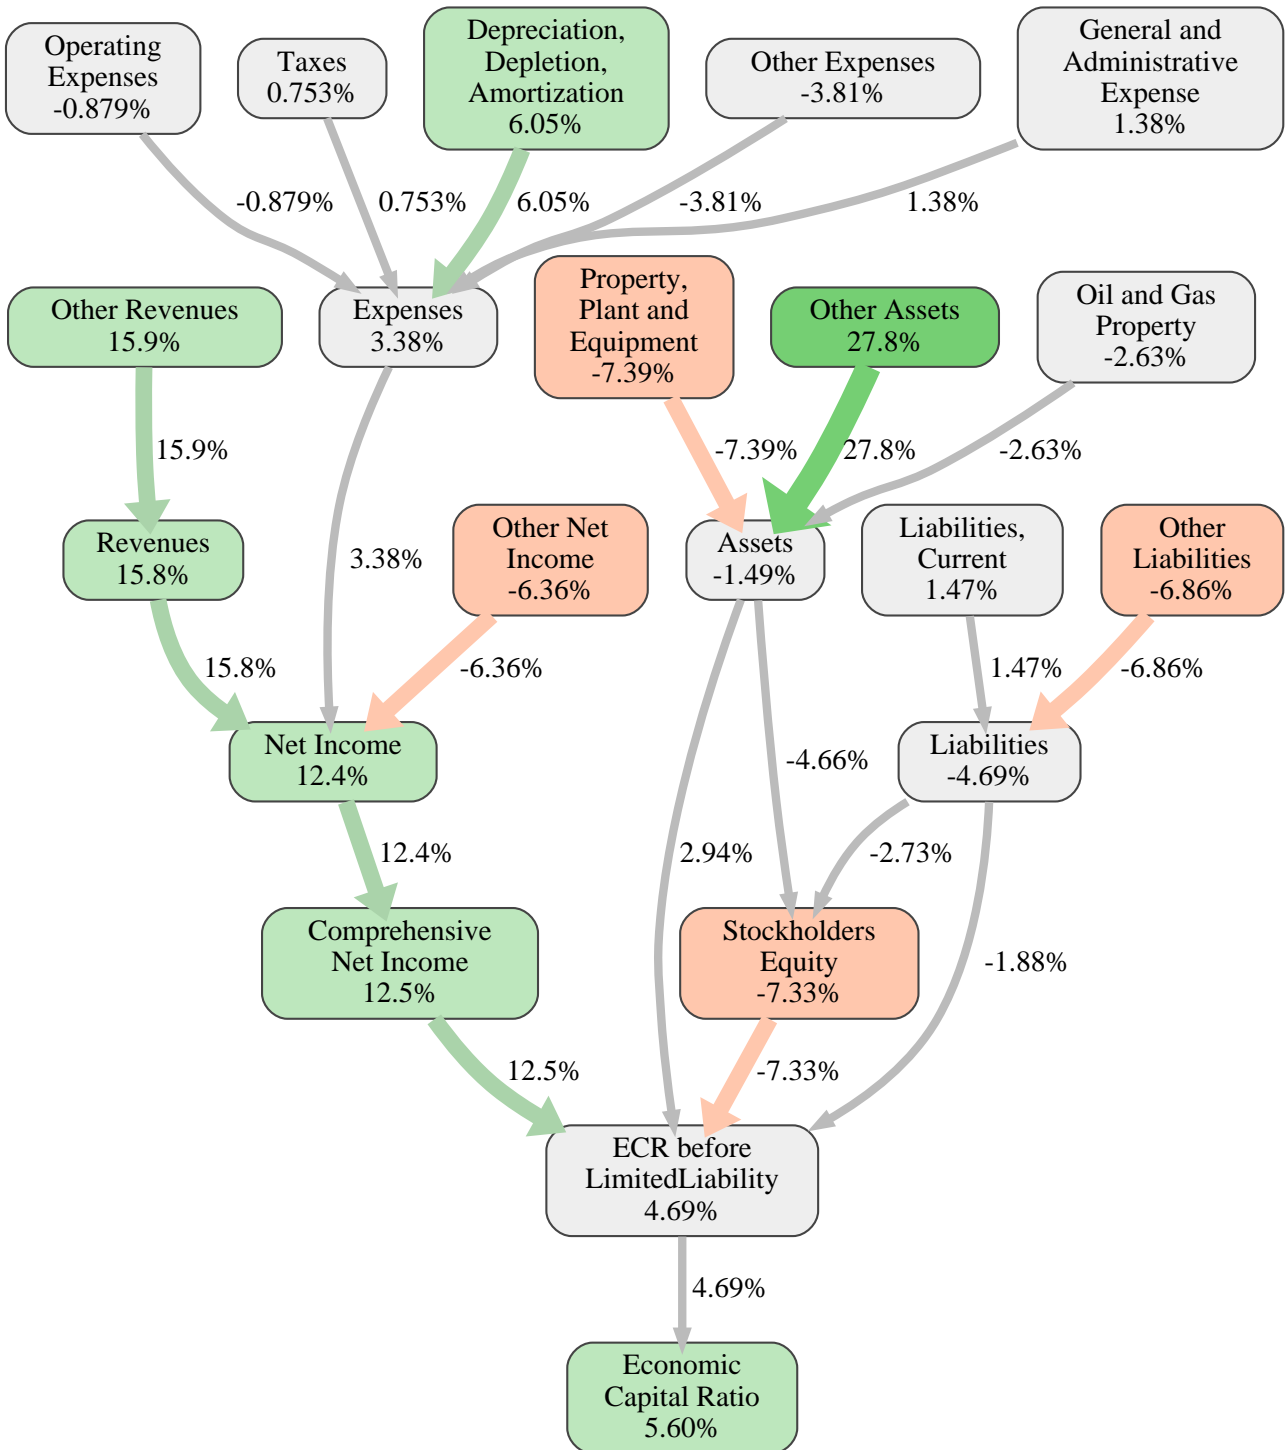 Operating
Expenses
-0.879%
Taxes
0.753%
Depreciation,
Depletion,
Amortization
6.05%
Other Expenses
-3.81%
General and
Administrative
Expense
1.38%
-0.879%
0.753%
6.05%
-3.81%
1.38%
Other Revenues
15.9%
Expenses
3.38%
Property,
Plant and
Equipment
-7.39%
Other Assets
27.8%
Oil and Gas
Property
-2.63%
15.9%
-7.39%
27.8%
-2.63%
Revenues
15.8%
3.38%
Other Net
Income
-6.36%
Assets
-1.49%
Liabilities,
Current
1.47%
Other
Liabilities
-6.86%
15.8%
-6.36%
1.47%
-6.86%
Net Income
12.4%
-4.66%
Liabilities
-4.69%
12.4%
2.94%
-2.73%
Comprehensive
Net Income
12.5%
Stockholders
Equity
-7.33%
-1.88%
12.5%
-7.33%
ECR before
LimitedLiability
4.69%
4.69%
Economic
Capital Ratio
5.60%